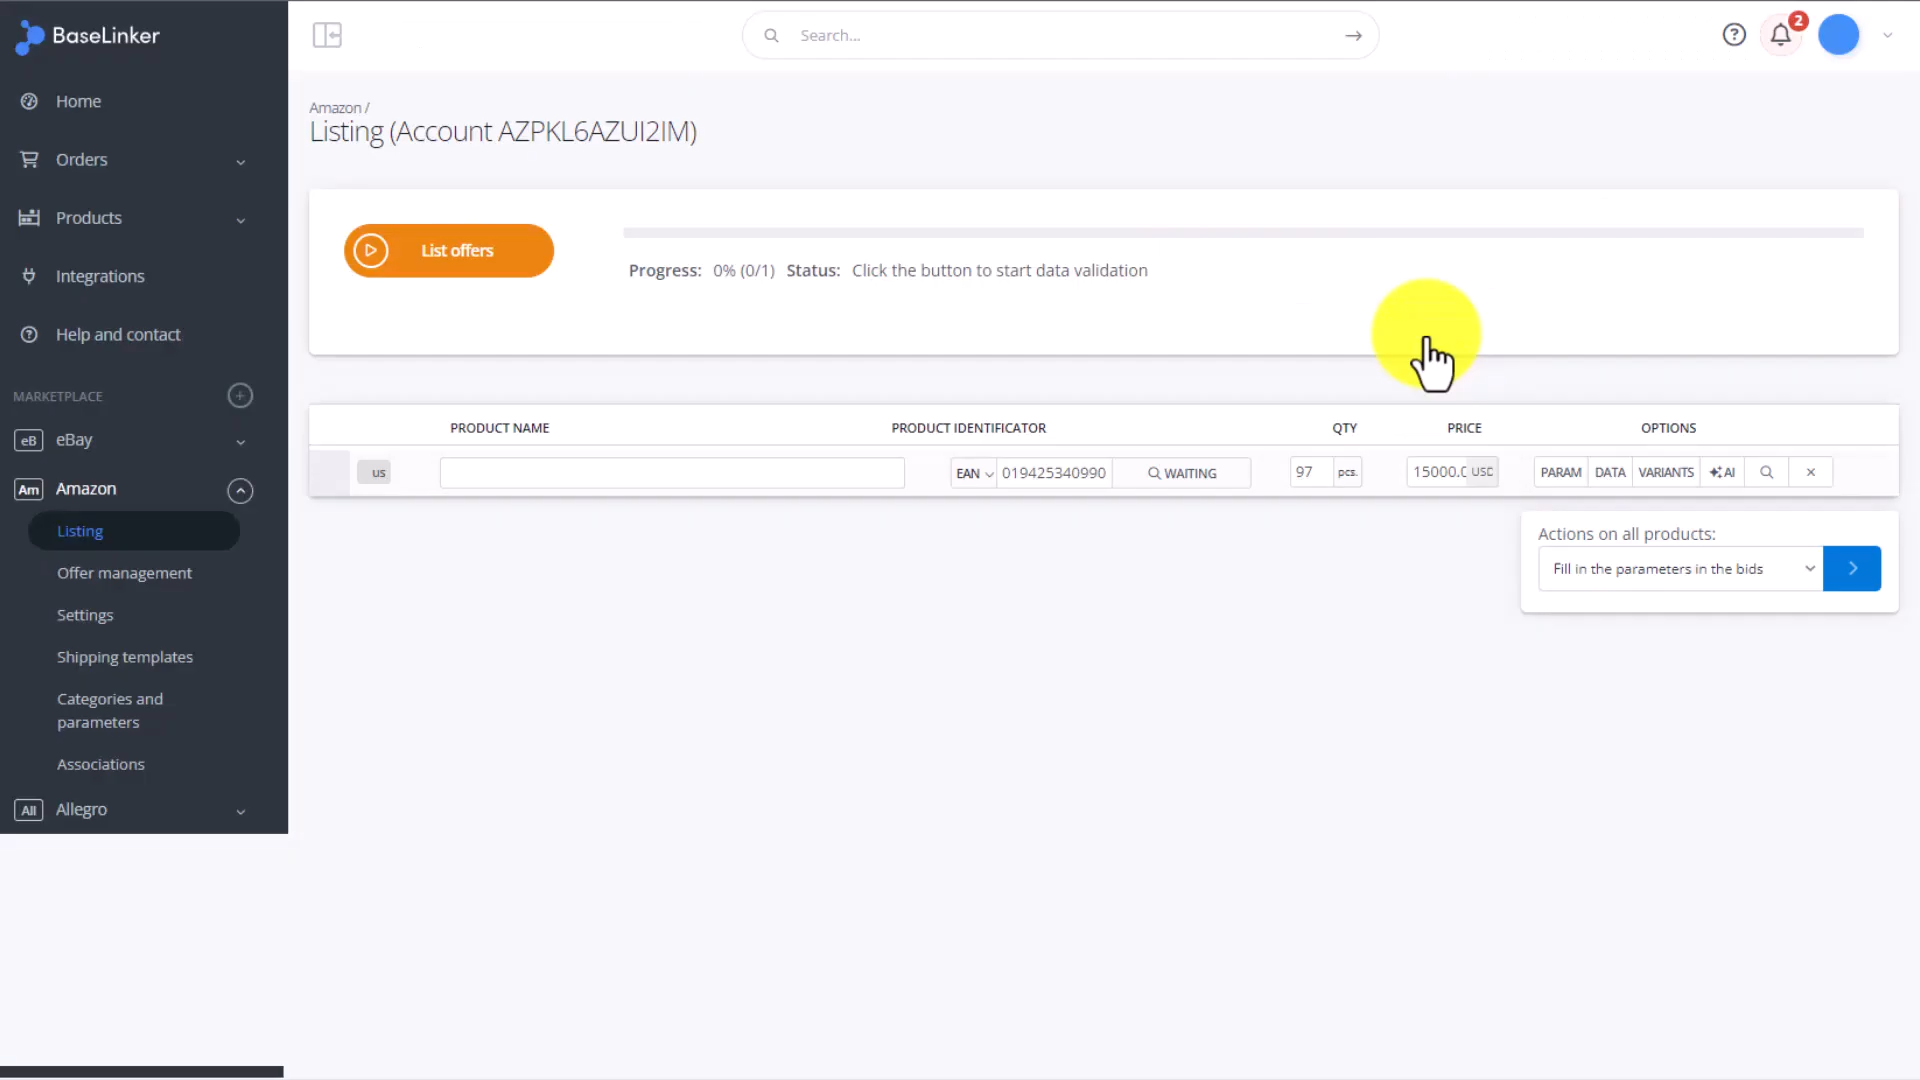 BaseLinker
Search...
2
Home
Orders
Products
Integrations
Help and contact
MARKETPLACE
eB eBay
Am Amazon
Listing
Offer management
Settings
Shipping templates
Categories and
parameters
Associations
All Allegro
Amazon /
Listing (Account AZPKL6AZUI2IM)
List offers
Progress: 0% (0/1) Status: Click the button to start data validation
PRODUCT NAME PRODUCT IDENTIFICATOR QTY PRICE OPTIONS
us EAN 019425340990 WAITING 97 pcs. 15000.0 USD PARAM DATA VARIANTS AI
Actions on all products:
Fill in the parameters in the bids